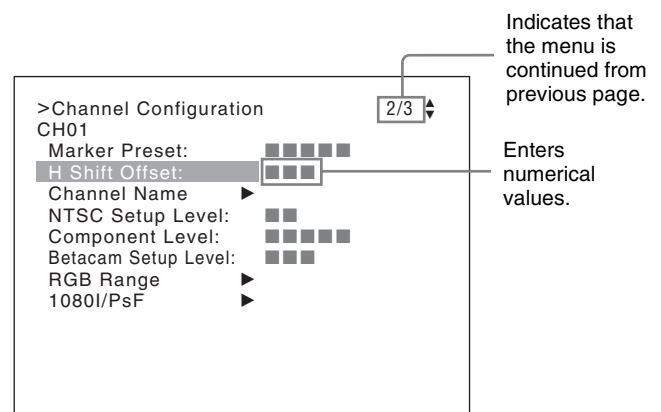 Indicates that
the menu is
continued from
previous page.
>Channel Configuration 2/3
CH01
Marker Preset: ■■■■■
H Shift Offset: ■■■
Enters
numerical
values.
Channel Name ►
NTSC Setup Level: ■■
Component Level: ■■■■■
Betacam Setup Level: ■■■
RGB Range ►
1080I/PsF ►